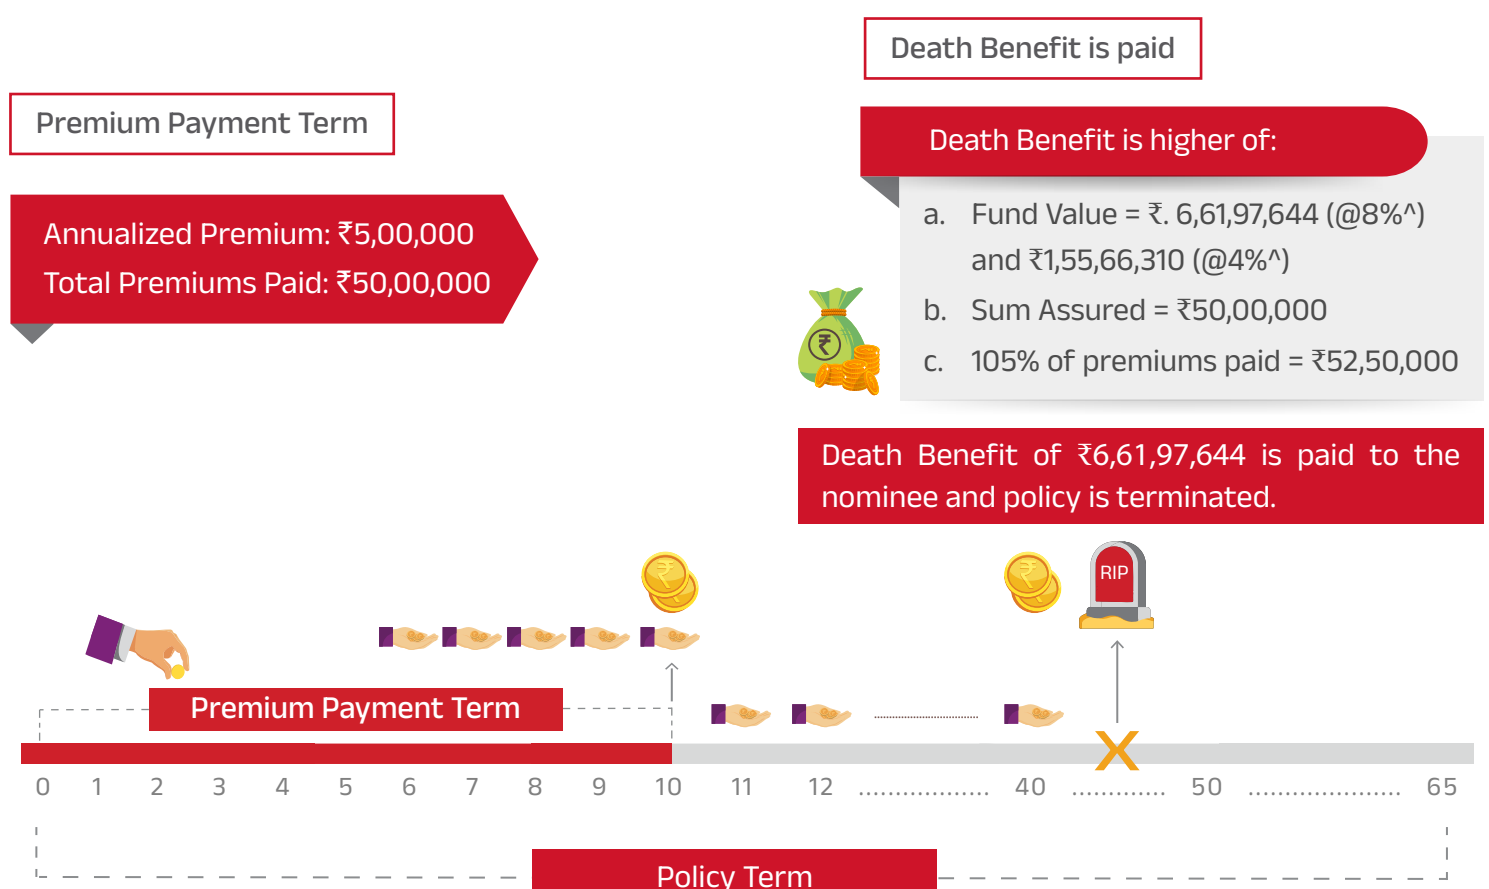 Death Benefit is paid
Premium Payment Term
Death Benefit is higher of:
Annualized Premium: ₹5,00,000
Total Premiums Paid: ₹50,00,000
a. Fund Value = ₹. 6,61,97,644 (@8%^)
and ₹1,55,66,310 (@4%^)
b. Sum Assured = ₹50,00,000
c. 105% of premiums paid = ₹52,50,000
₹
Death Benefit of ₹6,61,97,644 is paid to the
nominee and policy is terminated.
₹
₹
RIP
Premium Payment Term
0 1 2 3 4 5 6 7 8 9 10 11 12 .................. 40 ............. 50 ..................... 65
Policy Term